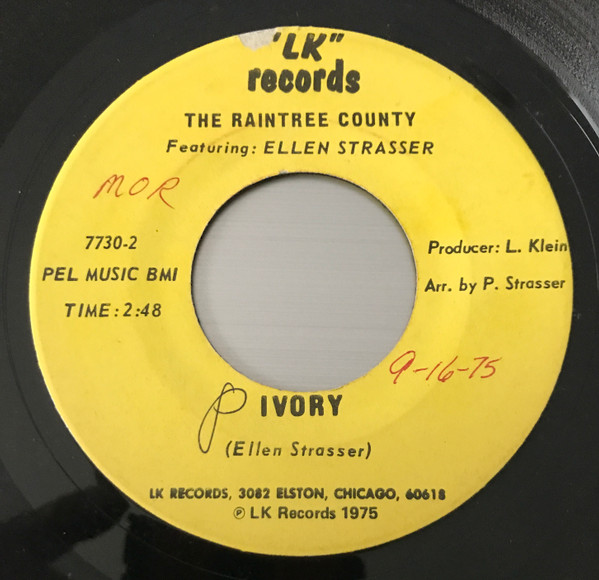 'LK"
records
THE RAINTREE COUNTY
Featuring: ELLEN STRASSER
MOR
7730-2
PEL MUSIC BMI
TIME: 2:48
Producer: L. Klein
Arr. by P. Strasser
9-16-75
P
IVORY
(Ellen Strasser)
LK RECORDS, 3082 ELSTON, CHICAGO, 60618
℗ LK Records 1975